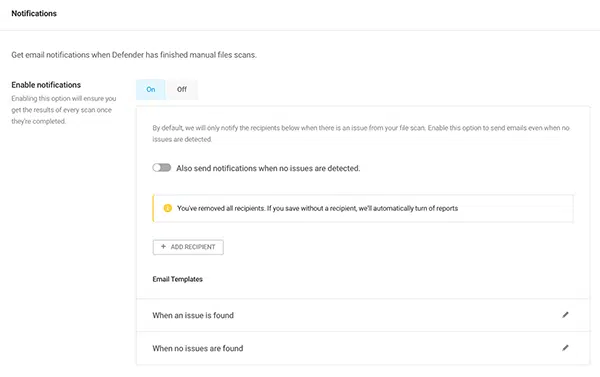 Notifications
Get email notifications when Defender has finished manual files scans.
Enable notifications
Enabling this option will ensure you
get the results of every scan once
they're completed.
On Off
By default, we will only notify the recipients below when there is an issue from your file scan. Enable this option to send emails even when no
issues are detected.
Also send notifications when no issues are detected.
You've removed all recipients. If you save without a recipient, we'll automatically turn of reports
+ ADD RECIPIENT
Email Templates
When an issue is found
When no issues are found